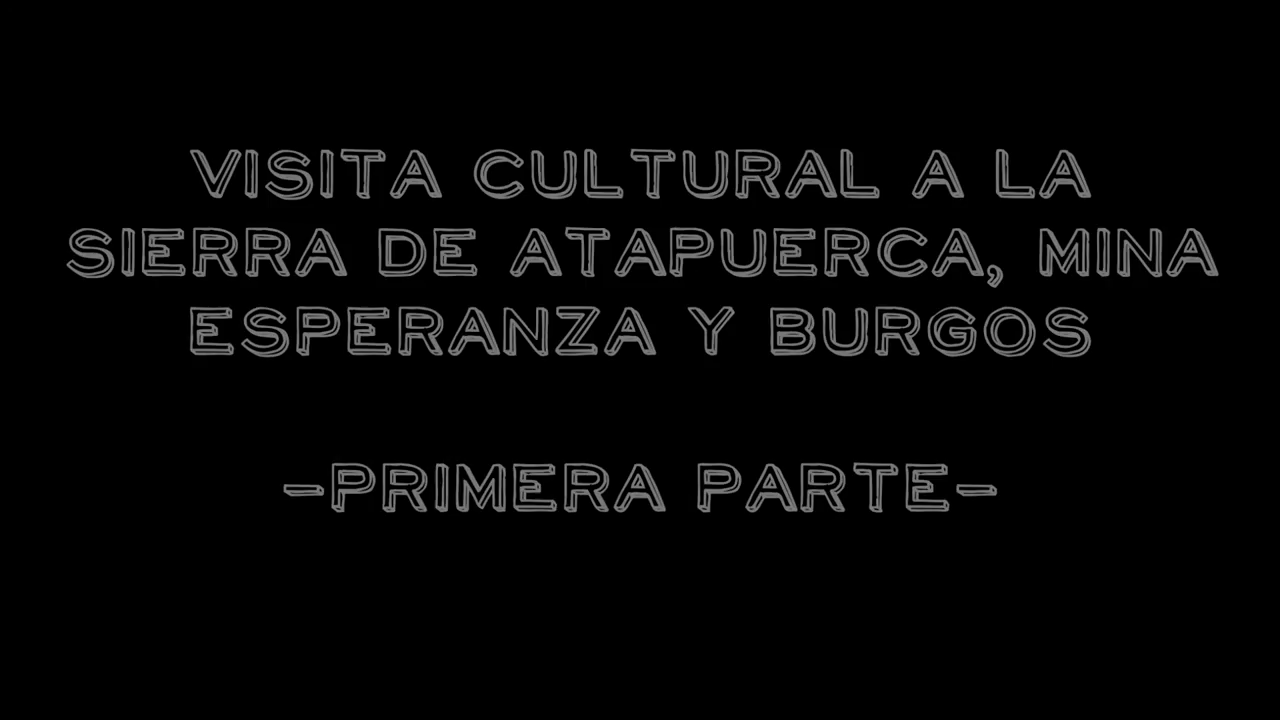 VISITA CULTURAL A LA
SIERRA DE ATAPUERCA, MINA
ESPERANZA Y BURGOS
-PRIMERA PARTE-